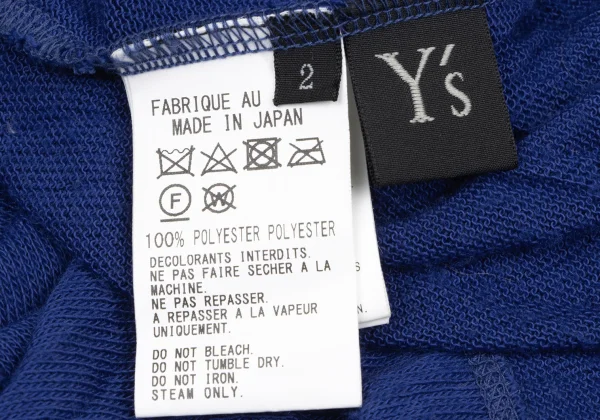 2
Y's
FABRIQUE AU
MADE IN JAPAN
F
W
100% POLYESTER POLYESTER
DECOLORANTS INTERDITS.
NE PAS FAIRE SECHER A LA
MACHINE.
NE PAS REPASSER.
A REPASSER A LA VAPEUR
UNIQUEMENT.
DO NOT BLEACH.
DO NOT TUMBLE DRY.
DO NOT IRON.
STEAM ONLY.
S
N.